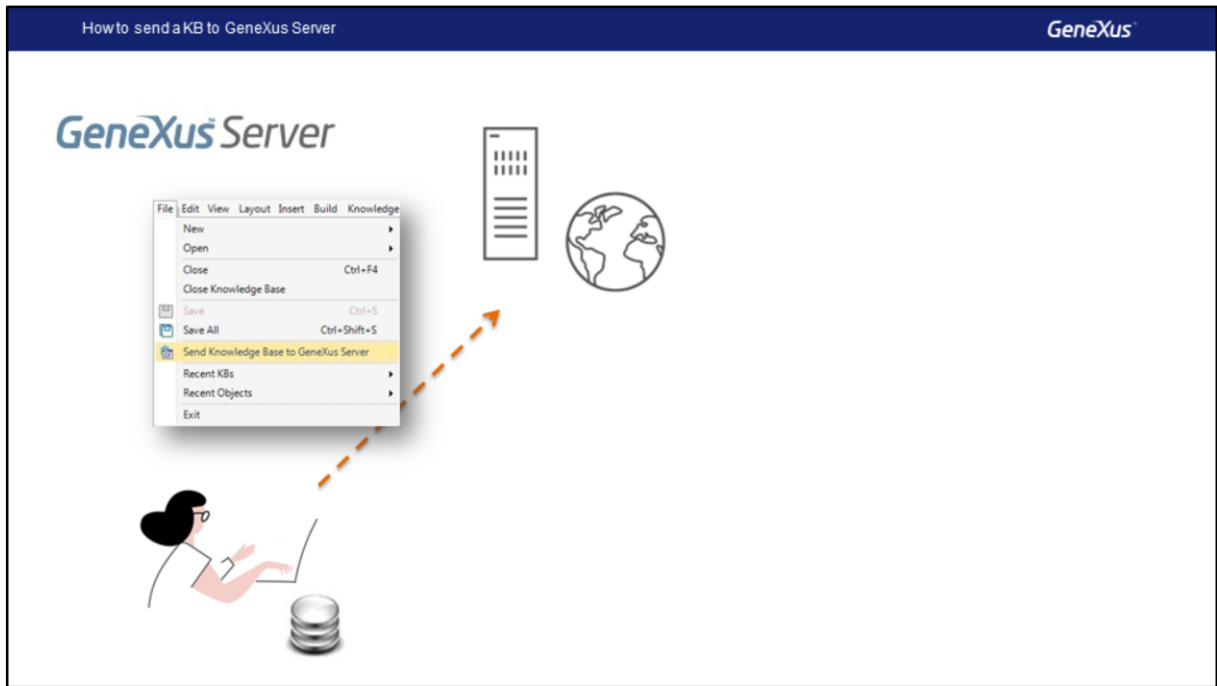 How to send a KB to GeneXus Server
GeneXus™
GeneXus™ Server
File Edit View Layout Insert Build Knowledge
New
Open
Close Ctrl+F4
Close Knowledge Base
Save Ctrl+S
Save All Ctrl+Shift+S
Send Knowledge Base to GeneXus Server
Recent KBs
Recent Objects
Exit